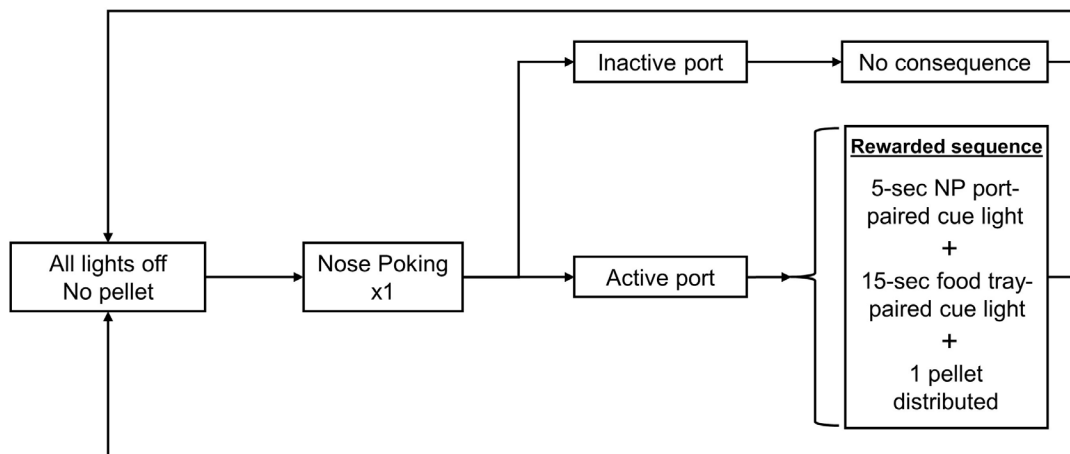 Inactive port
No consequence
All lights off
No pellet
Nose Poking
x1
Active port
Rewarded sequence
5-sec NP port-
paired cue light
+
15-sec food tray-
paired cue light
+
1 pellet
distributed